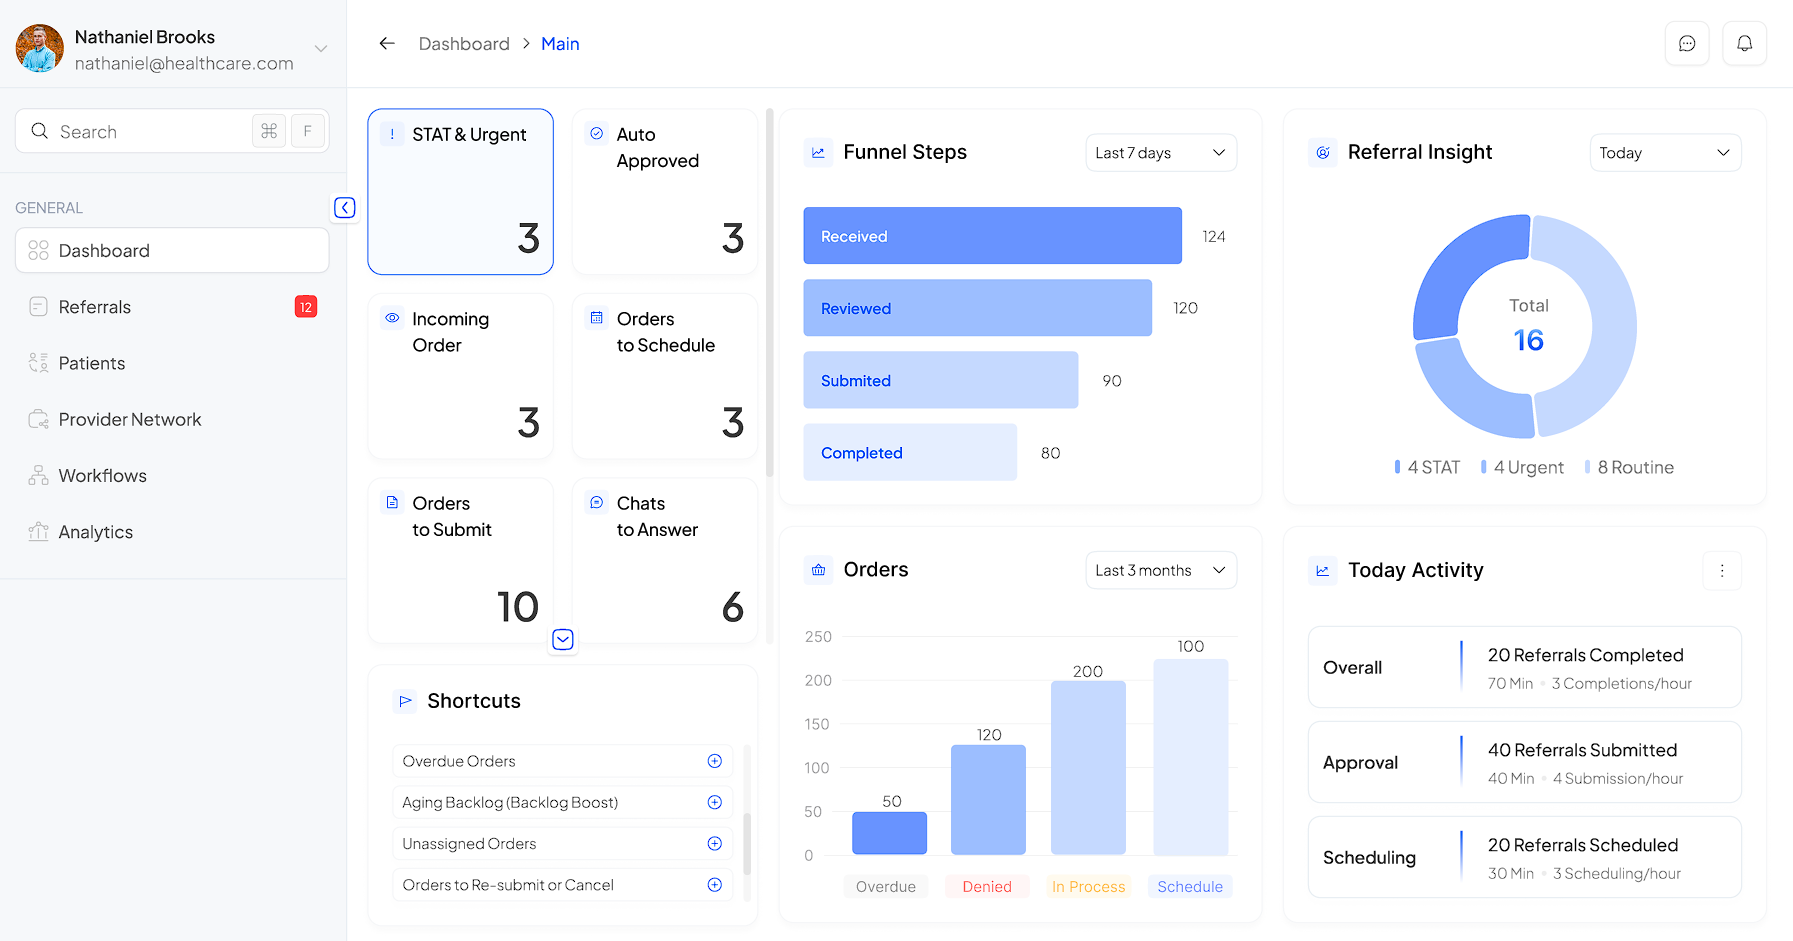 Nathaniel Brooks
nathaniel@healthcare.com
Search
⌘ F
GENERAL
Dashboard
Referrals
12
Patients
Provider Network
Workflows
Analytics
Dashboard > Main
! STAT & Urgent
3
Auto
Approved
3
Incoming
Order
3
Orders
to Schedule
3
Orders
to Submit
10
Chats
to Answer
6
Shortcuts
Overdue Orders
Aging Backlog (Backlog Boost)
Unassigned Orders
Orders to Re-submit or Cancel
Funnel Steps
Last 7 days
Received
124
Reviewed
120
Submited
90
Completed
80
Referral Insight
Today
Total
16
4 STAT
4 Urgent
8 Routine
Orders
Last 3 months
250
200
150
100
50
0
50
120
200
100
Overdue
Denied
In Process
Schedule
Today Activity
Overall
20 Referrals Completed
70 Min • 3 Completions/hour
Approval
40 Referrals Submitted
40 Min • 4 Submission/hour
Scheduling
20 Referrals Scheduled
30 Min • 3 Scheduling/hour